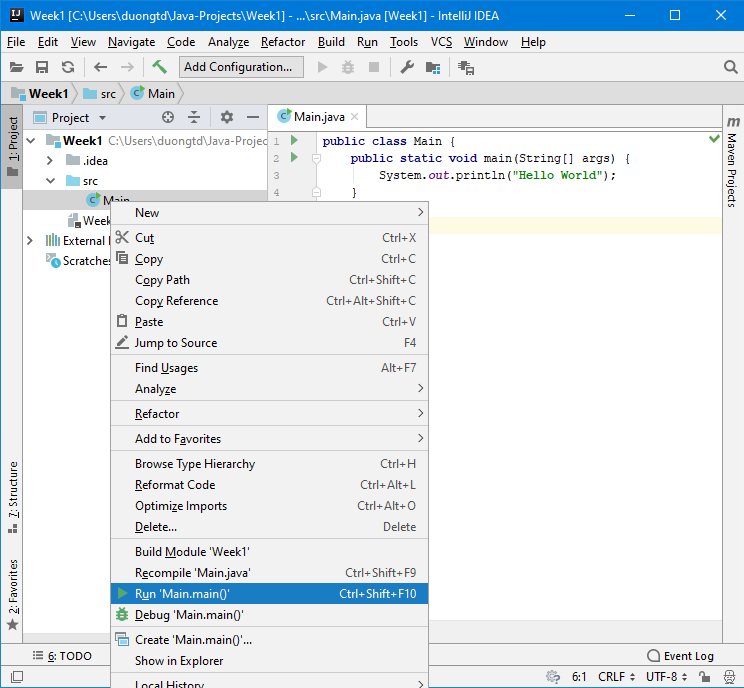 Week1 [C:\Users\duongtd\Java-Projects\Week1] - ...\src\Main.java [Week1] - IntelliJ IDEA
File Edit View Navigate Code Analyze Refactor Build Run Tools VCS Window Help
Add Configuration...
Week1 src Main
1: Project
Project
Main.java
Maven Projects
Week1 C:\Users\duongtd\Java-Projec
.idea
src
Main
Week
External
Scratches
1 public class Main {
2 public static void main(String[] args) {
3 System.out.println("Hello World");
4 }
New
Cut Ctrl+X
Copy Ctrl+C
Copy Path Ctrl+Shift+C
Copy Reference Ctrl+Alt+Shift+C
Paste Ctrl+V
Jump to Source F4
Find Usages Alt+F7
Analyze
Refactor
Add to Favorites
Browse Type Hierarchy Ctrl+H
Reformat Code Ctrl+Alt+L
Optimize Imports Ctrl+Alt+O
Delete... Delete
Build Module 'Week1'
Recompile 'Main.java' Ctrl+Shift+F9
Run 'Main.main()' Ctrl+Shift+F10
Debug 'Main.main()'
Create 'Main.main()'...
Show in Explorer
Local History
7: Structure
2: Favorites
6: TODO
Event Log
6:1 CRLF UTF-8